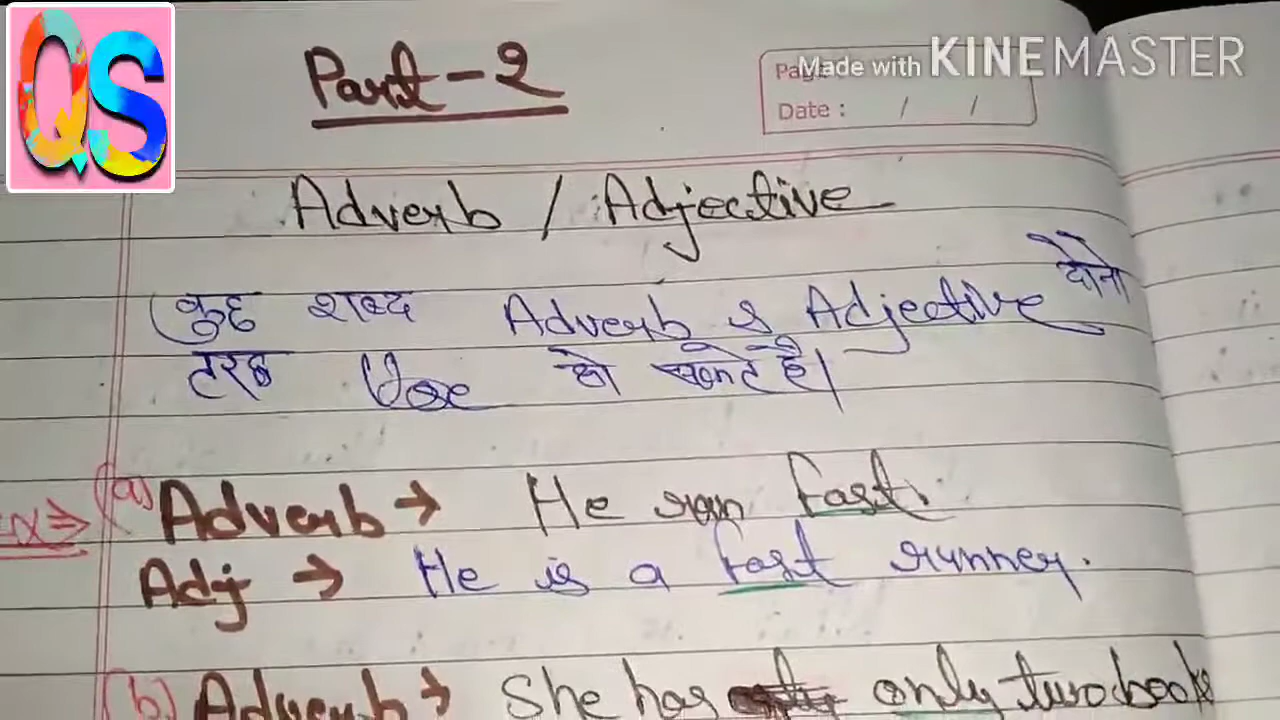 QS
Part-2
Made with KINEMASTER
Page
Date : / /
Adverb / Adjective
कुछ शब्द Adverb & Adjective दोनो
तरह Use हो सकते है।
Ex ⇒ (a) Adverb → He ran fast.
Adj → He is a fast runner.
(b) Adverb → She has only two books